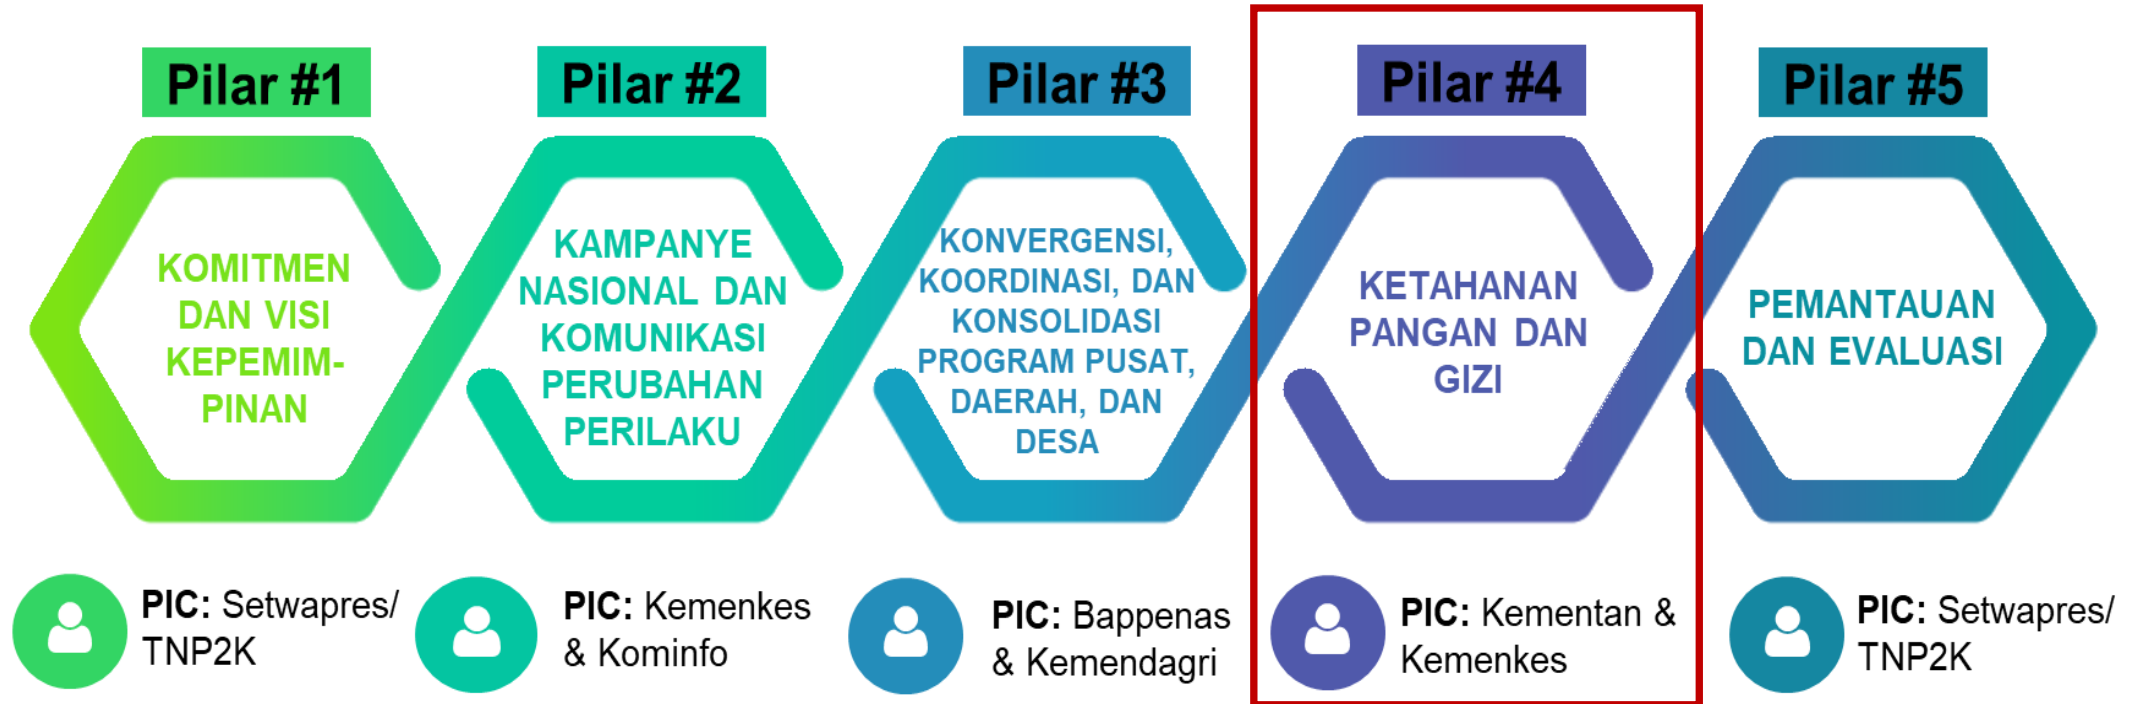 Pilar #1
KOMITMEN
DAN VISI
KEPEMIM-
PINAN
PIC: Setwapres/
TNP2K
Pilar #2
KAMPANYE
NASIONAL DAN
KOMUNIKASI
PERUBAHAN
PERILAKU
PIC: Kemenkes
& Kominfo
Pilar #3
KONVERGENSI,
KOORDINASI, DAN
KONSOLIDASI
PROGRAM PUSAT,
DAERAH, DAN
DESA
PIC: Bappenas
& Kemendagri
Pilar #4
KETAHANAN
PANGAN DAN
GIZI
PIC: Kementan &
Kemenkes
Pilar #5
PEMANTAUAN
DAN EVALUASI
PIC: Setwapres/
TNP2K